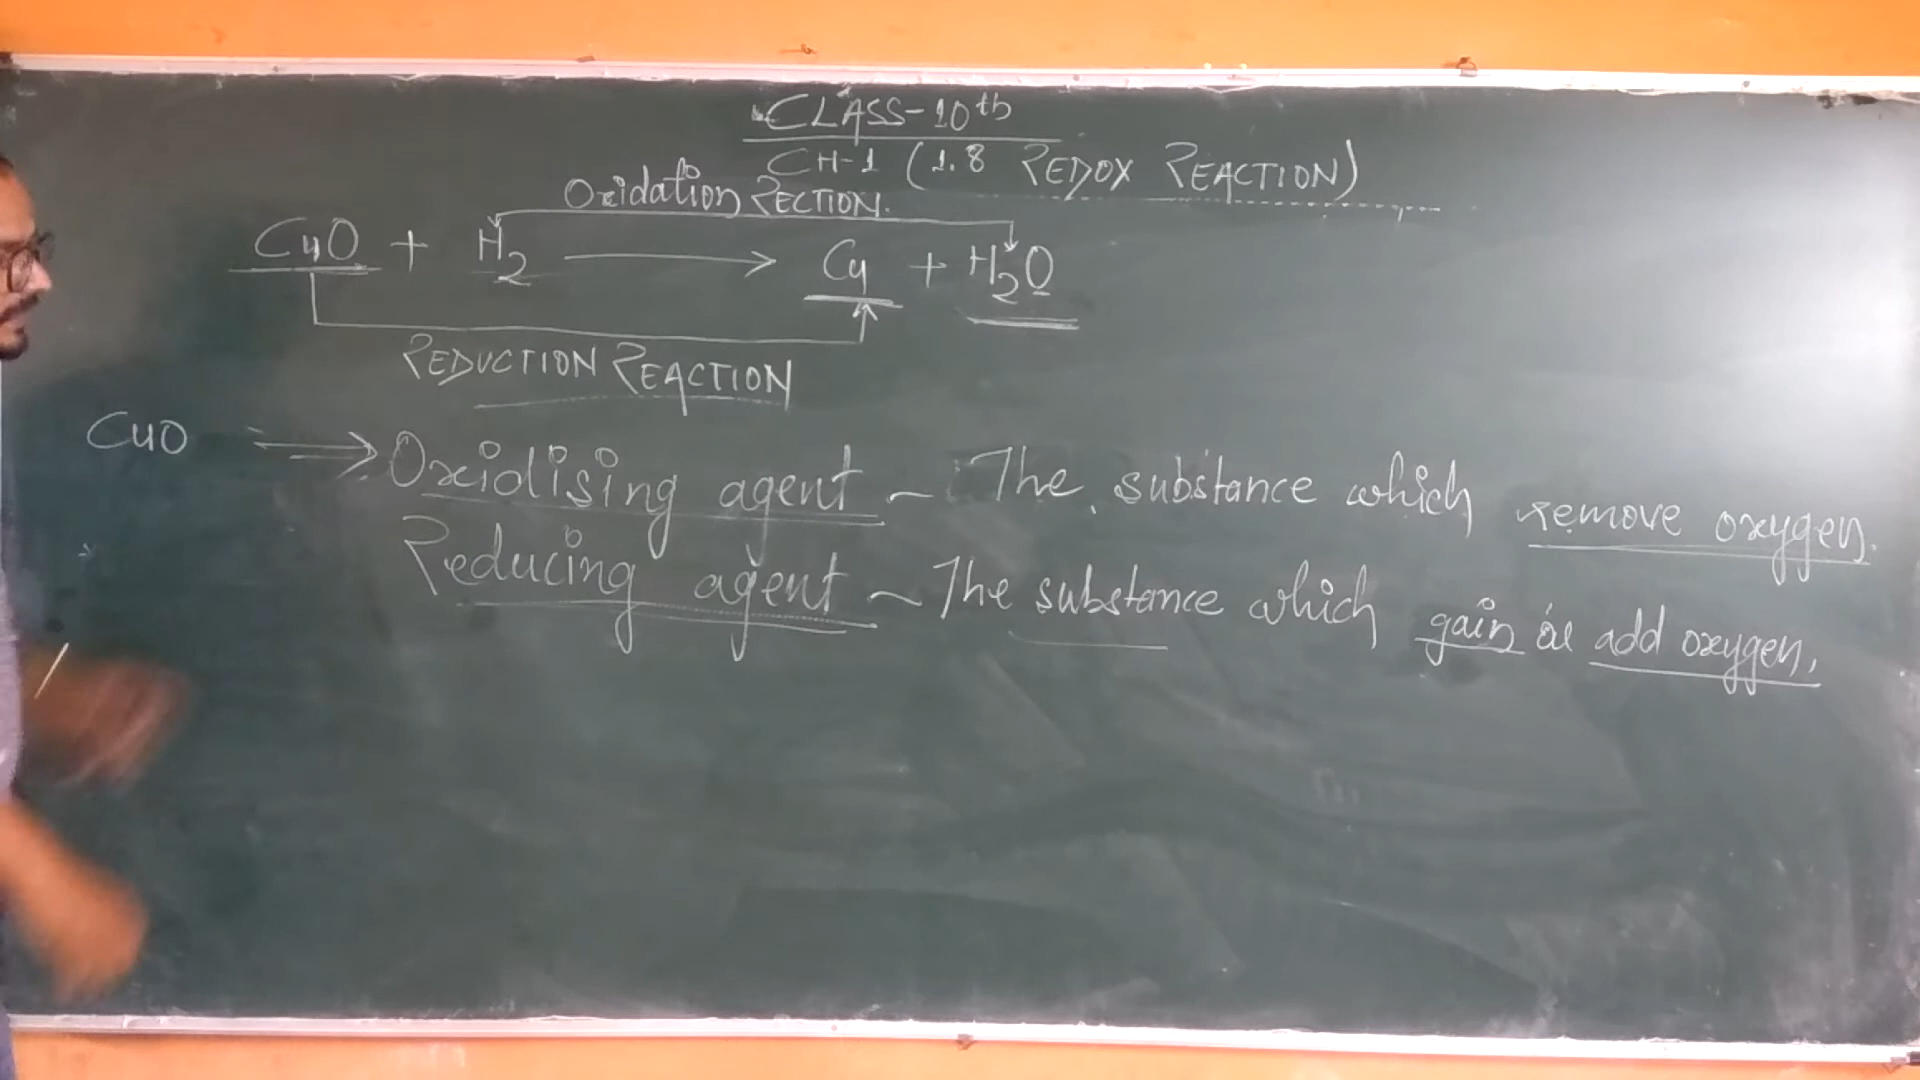 CLASS-10th
CH-1 (1.8 REDOX REACTION)
Oxidation RECTION.
CuO + H2 → Cu + H2O
REDUCTION REACTION
CuO ⇒ Oxidising agent ~ The substance which remove oxygen.
Reducing agent ~ The substance which gain or add oxygen.